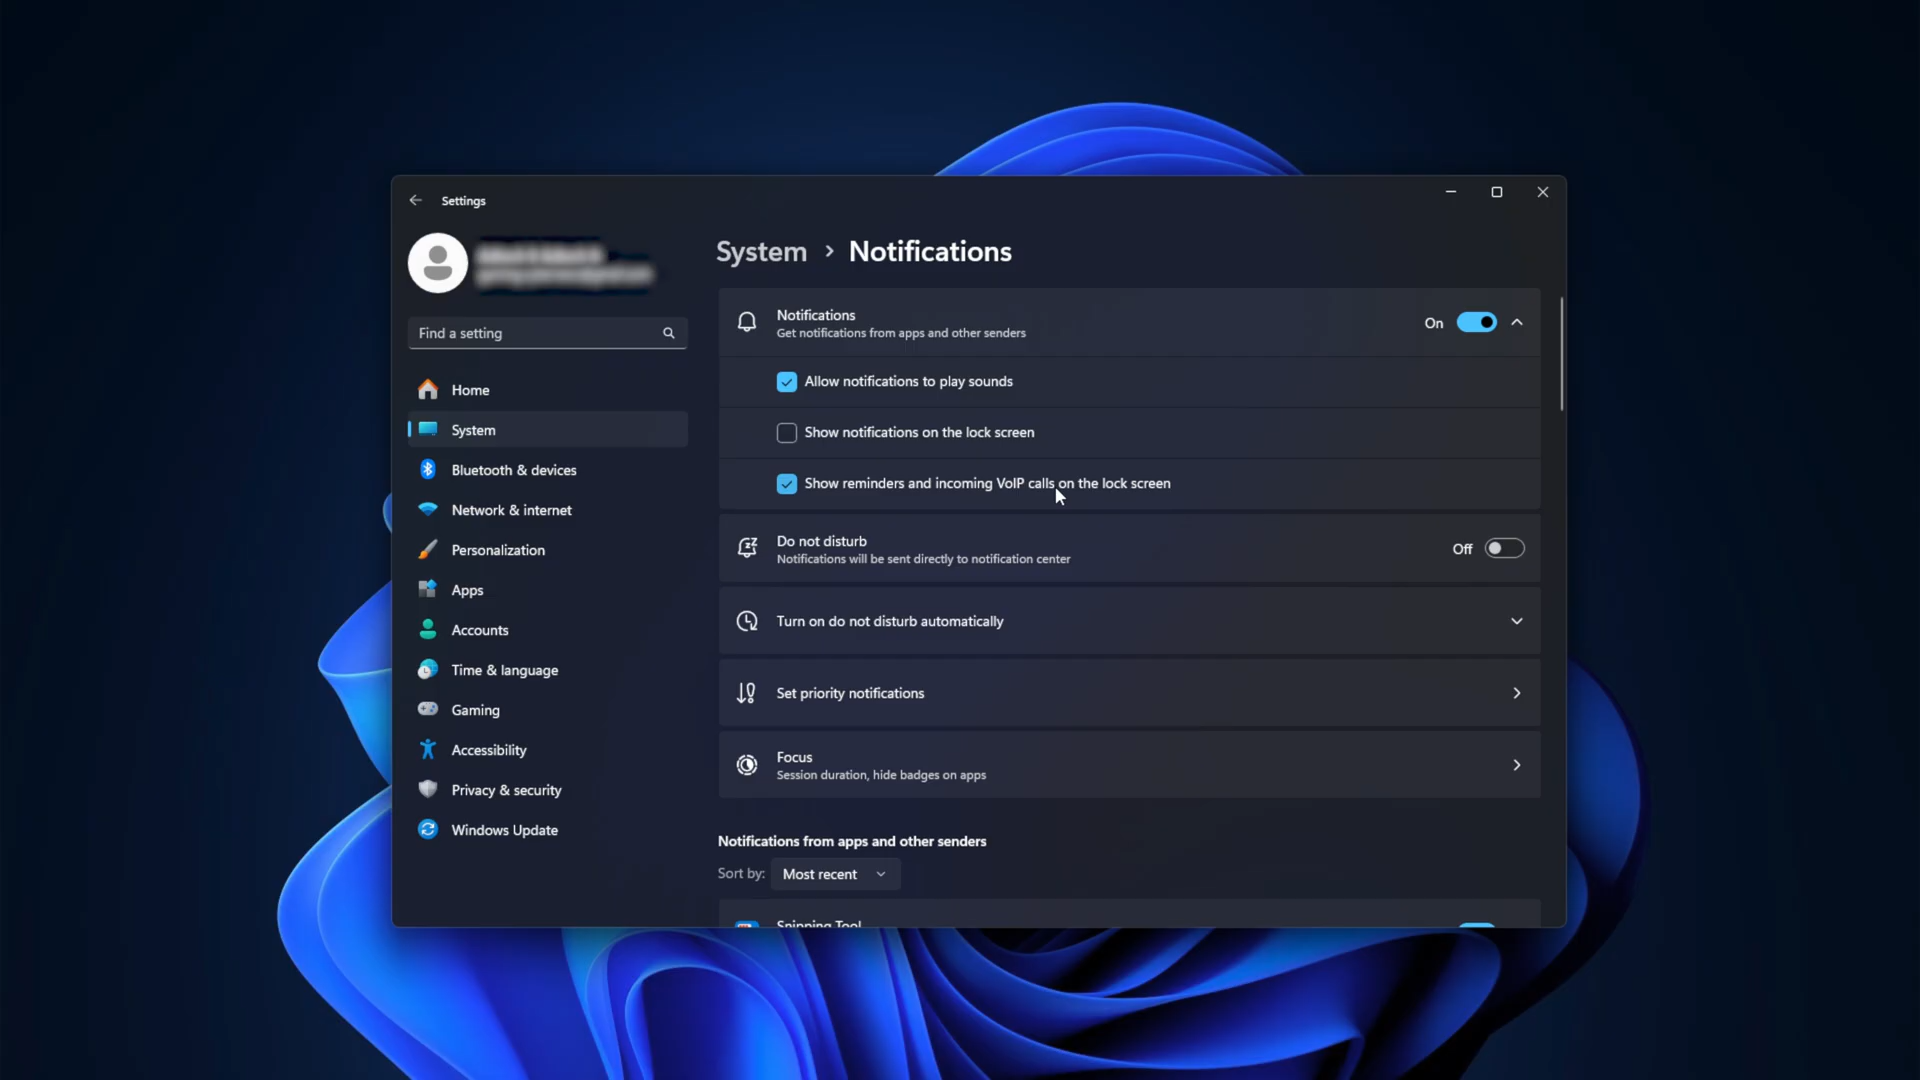 Settings
Find a setting
Home
System
Bluetooth & devices
Network & internet
Personalization
Apps
Accounts
Time & language
Gaming
Accessibility
Privacy & security
Windows Update
System > Notifications
Notifications
Get notifications from apps and other senders
On
Allow notifications to play sounds
Show notifications on the lock screen
Show reminders and incoming VoIP calls on the lock screen
Do not disturb
Notifications will be sent directly to notification center
Off
Turn on do not disturb automatically
Set priority notifications
Focus
Session duration, hide badges on apps
Notifications from apps and other senders
Sort by: Most recent
Snipping Tool